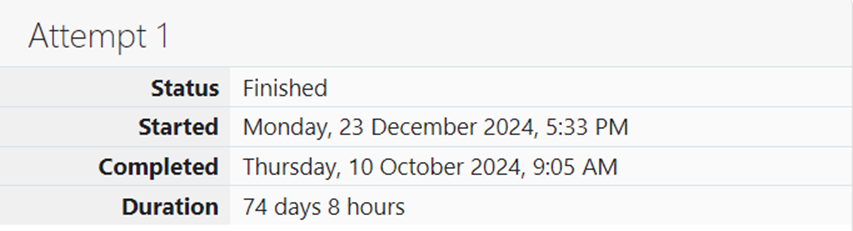 Attempt 1
Status Finished
Started Monday, 23 December 2024, 5:33 PM
Completed Thursday, 10 October 2024, 9:05 AM
Duration 74 days 8 hours